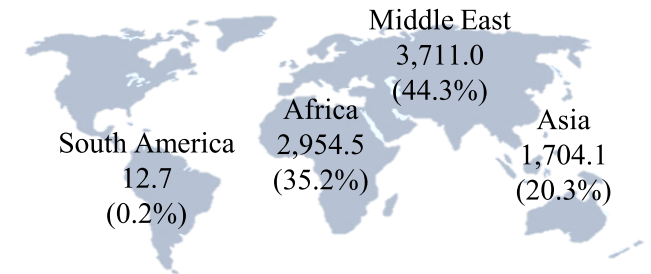 Middle East
3,711.0
(44.3%)
Africa
2,954.5
(35.2%)
Asia
1,704.1
(20.3%)
South America
12.7
(0.2%)